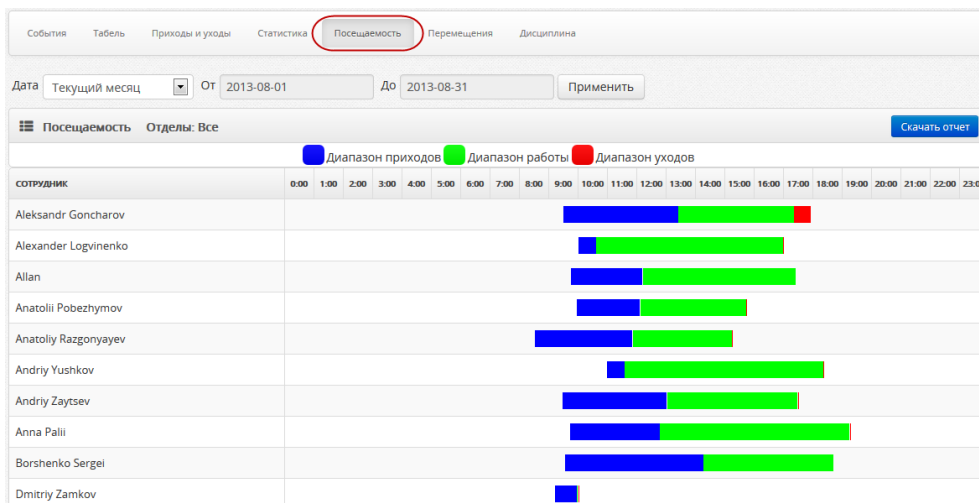 События Табель Приходы и уходы Статистика Посещаемость Перемещения Дисциплина
Дата Текущий месяц От 2013-08-01 До 2013-08-31 Применить
Посещаемость Отделы: Все Скачать отчет
Диапазон приходов Диапазон работы Диапазон уходов
СОТРУДНИК 0:00 1:00 2:00 3:00 4:00 5:00 6:00 7:00 8:00 9:00 10:00 11:00 12:00 13:00 14:00 15:00 16:00 17:00 18:00 19:00 20:00 21:00 22:00 23:0
Aleksandr Goncharov
Alexander Logvinenko
Allan
Anatolii Pobezhymov
Anatoliy Razgonyayev
Andriy Yushkov
Andriy Zaytsev
Anna Palii
Borshenko Sergei
Dmitriy Zamkov